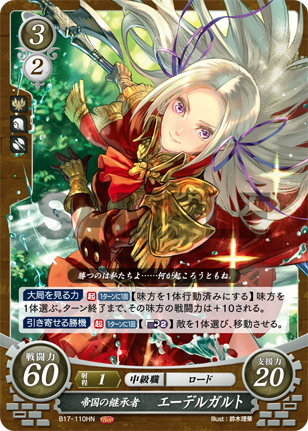 3
2
SAMPLE
勝つのは私たちよ……何が起ころうともね。
大局を見る力 起 1ターンに1回 【味方を1体行動済みにする】味方を
1体選ぶ。ターン終了まで、その味方の戦闘力は+10される。
引き寄せる勝機 起 1ターンに1回 【2】敵を1体選び、移動させる。
戦闘力
60
射程 1
中級職
ロード
支援力
20
帝国の継承者 エーデルガルト
B17-110HN
Illust：鈴木理華